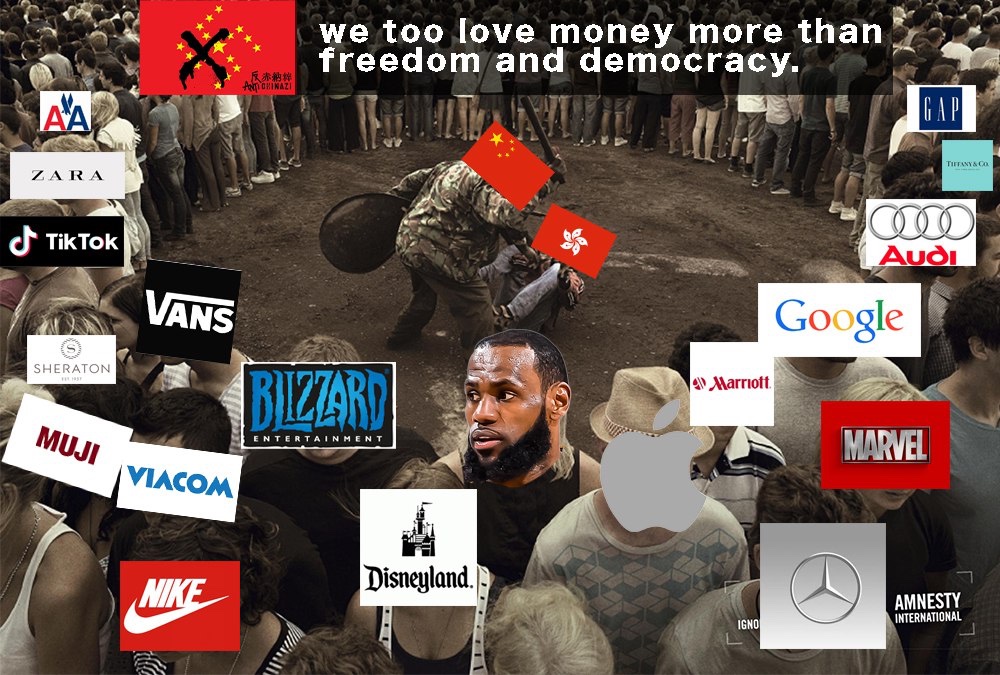 we too love money more than
freedom and democracy.
反赤納粹
ANTI CHINAZI
AA
GAP
TIFFANY & CO.
ZARA
Audi
TikTok
VANS
Google
SHERATON
EST 1937
Marriott
BLIZZARD
ENTERTAINMENT
MARVEL
MUJI
VIACOM
Disneyland.
NIKE
AMNESTY
INTERNATIONAL